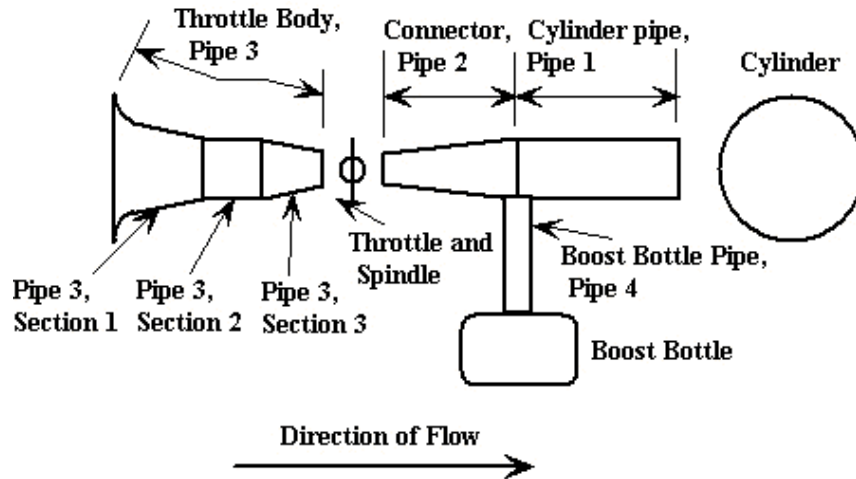 Throttle Body,
Pipe 3
Connector,
Pipe 2
Cylinder pipe,
Pipe 1
Cylinder
Throttle and
Spindle
Boost Bottle Pipe,
Pipe 4
Pipe 3,
Section 1
Pipe 3,
Section 2
Pipe 3,
Section 3
Boost Bottle
Direction of Flow